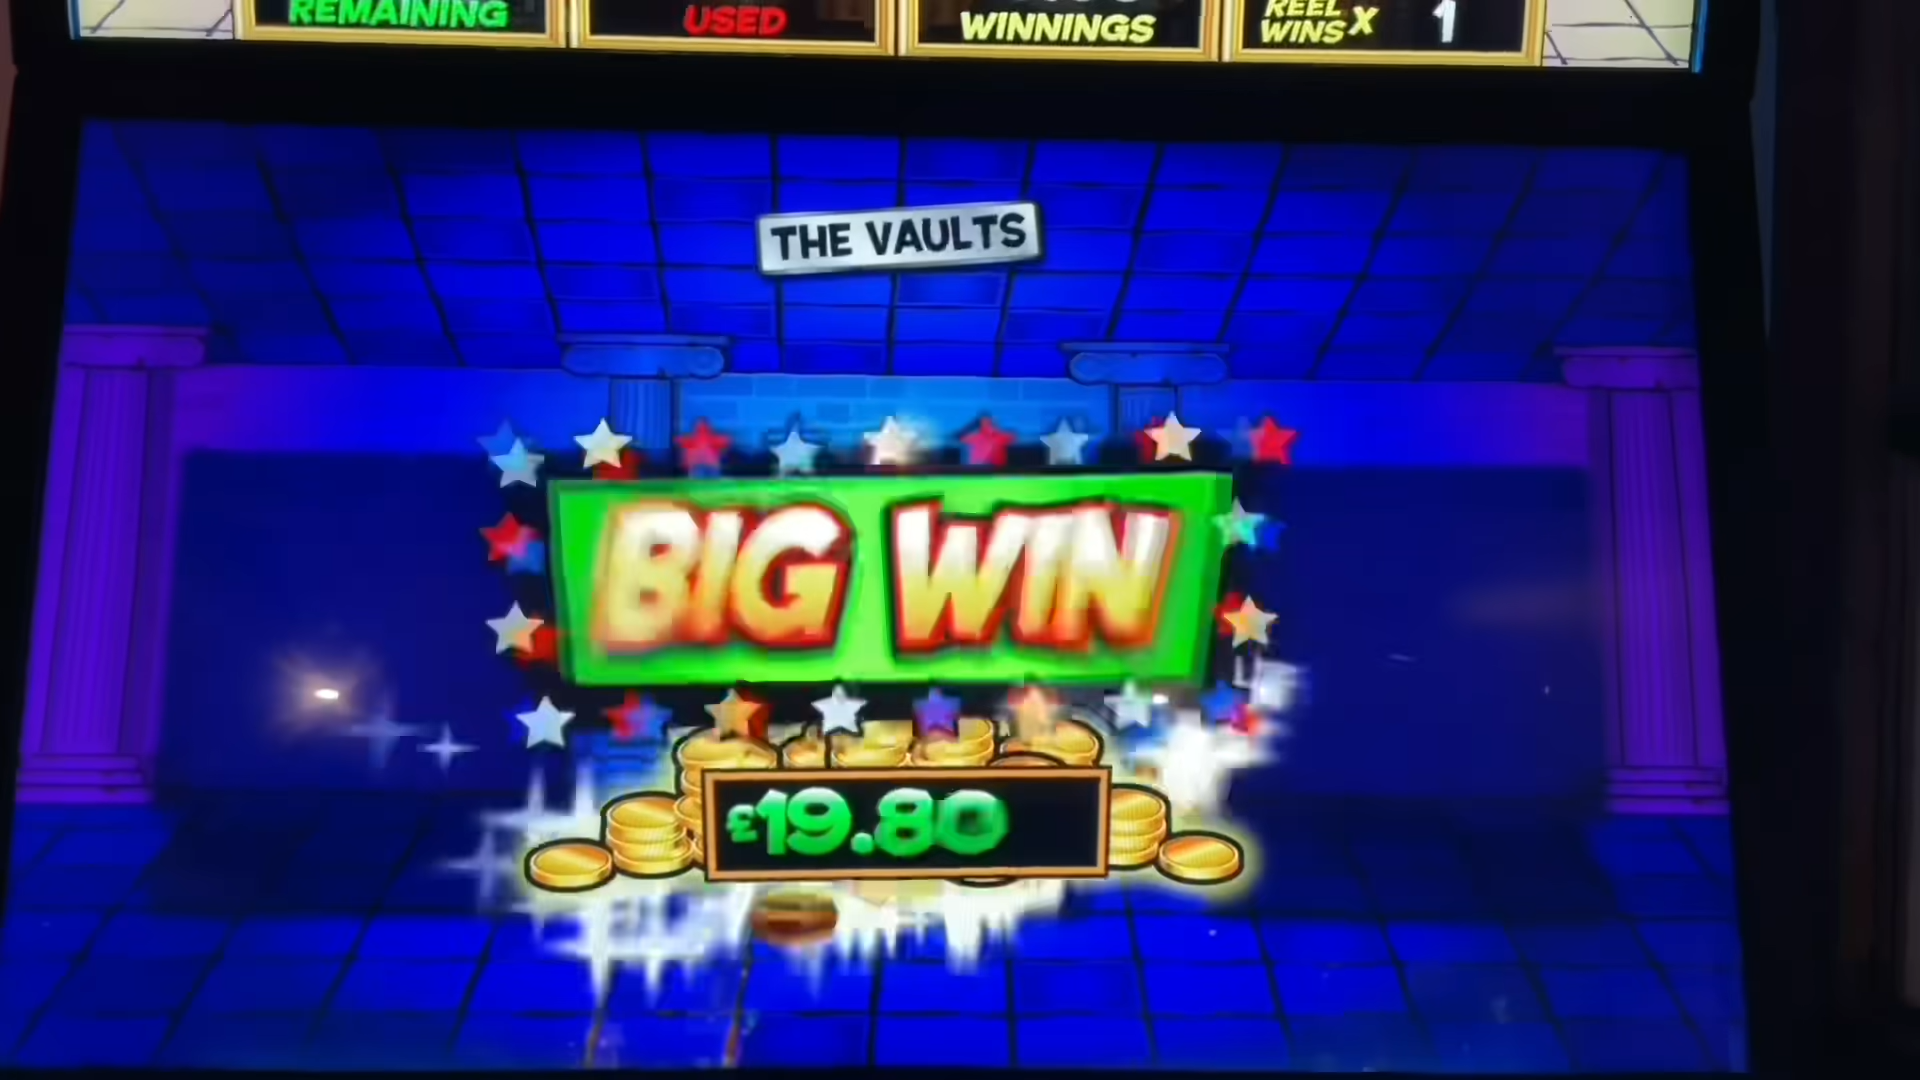 REMAINING
USED
WINNINGS
REEL
WINS X 1
THE VAULTS
BIG WIN
£19.80